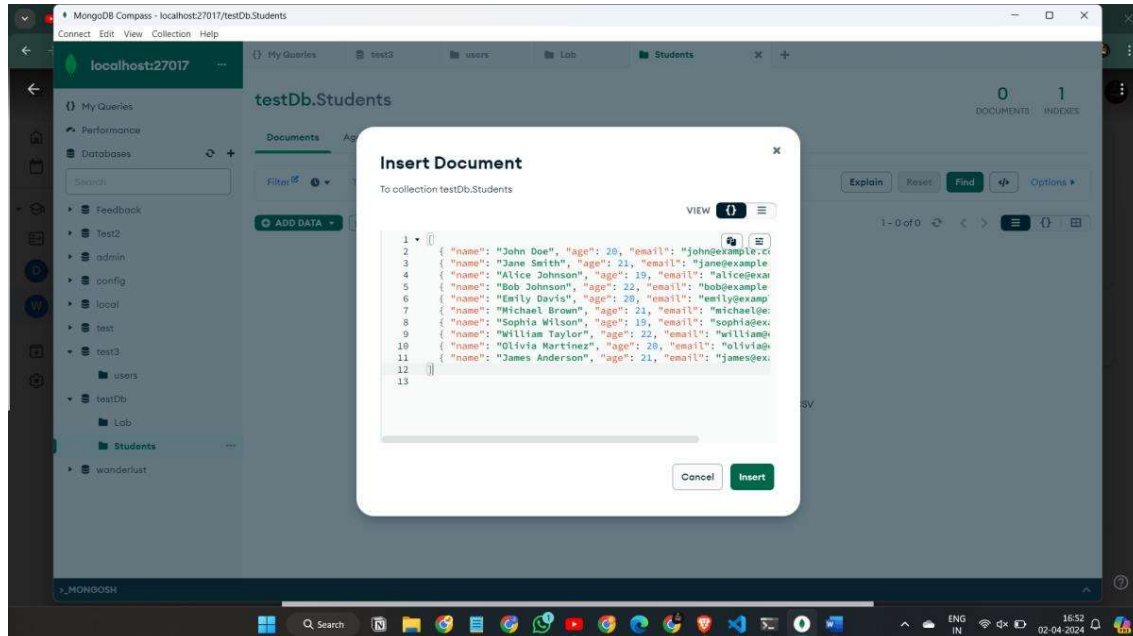 MongoDB Compass - localhost:27017/testDb.Students
Connect Edit View Collection Help
localhost:27017 ...
{} My Queries test3 users Lab Students
{} My Queries
Performance
Databases
Search
Feedback
Test2
admin
config
local
test
test3
users
testDb
Lab
Students
wanderlust
testDb.Students
0 DOCUMENTS
1 INDEXES
Documents
Filter
Explain Reset Find </> Options
ADD DATA
1 – 0 of 0
Insert Document
To collection testDb.Students
VIEW {}
1 [
2 { "name": "John Doe", "age": 20, "email": "john@example.c
3 { "name": "Jane Smith", "age": 21, "email": "jane@example
4 { "name": "Alice Johnson", "age": 19, "email": "alice@exam
5 { "name": "Bob Johnson", "age": 22, "email": "bob@example
6 { "name": "Emily Davis", "age": 20, "email": "emily@examp
7 { "name": "Michael Brown", "age": 21, "email": "michael@e
8 { "name": "Sophia Wilson", "age": 19, "email": "sophia@exa
9 { "name": "William Taylor", "age": 22, "email": "william@
10 { "name": "Olivia Martinez", "age": 20, "email": "olivia@
11 { "name": "James Anderson", "age": 21, "email": "james@exa
12 ]
13
SV
Cancel Insert
>_MONGOSH
Search
ENG
IN
16:52
02-04-2024